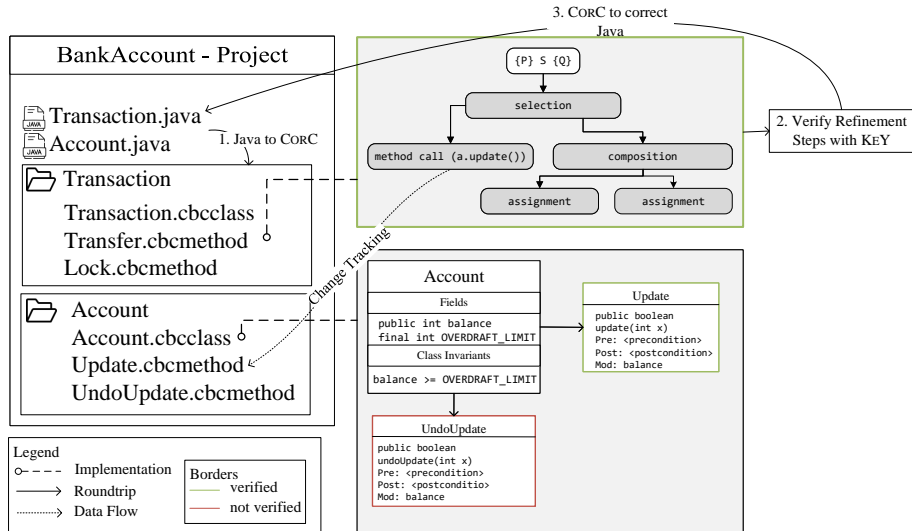 3. CORC to correct
Java
BankAccount - Project
JAVA
Transaction.java
JAVA
Account.java
1. Java to CORC
Transaction
Transaction.cbcclass
Transfer.cbcmethod
Lock.cbcmethod
Account
Account.cbcclass
Update.cbcmethod
UndoUpdate.cbcmethod
{P} S {Q}
selection
method call (a.update())
composition
assignment
assignment
2. Verify Refinement
Steps with KEY
Change Tracking
Account
Fields
public int balance
final int OVERDRAFT_LIMIT
Class Invariants
balance >= OVERDRAFT_LIMIT
Update
public boolean
update(int x)
Pre: <precondition>
Post: <postcondition>
Mod: balance
UndoUpdate
public boolean
undoUpdate(int x)
Pre: <precondition>
Post: <postconditio>
Mod: balance
Legend
Implementation
Roundtrip
Data Flow
Borders
verified
not verified